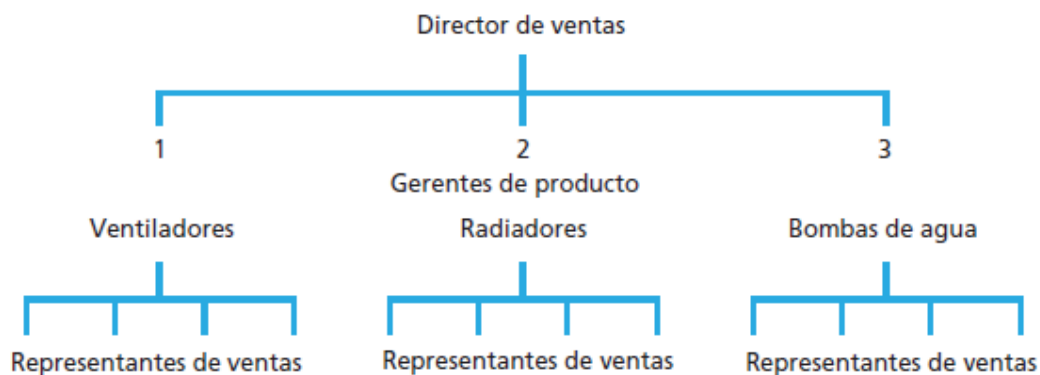 Director de ventas
1 2 3
Gerentes de producto
Ventiladores Radiadores Bombas de agua
Representantes de ventas Representantes de ventas Representantes de ventas